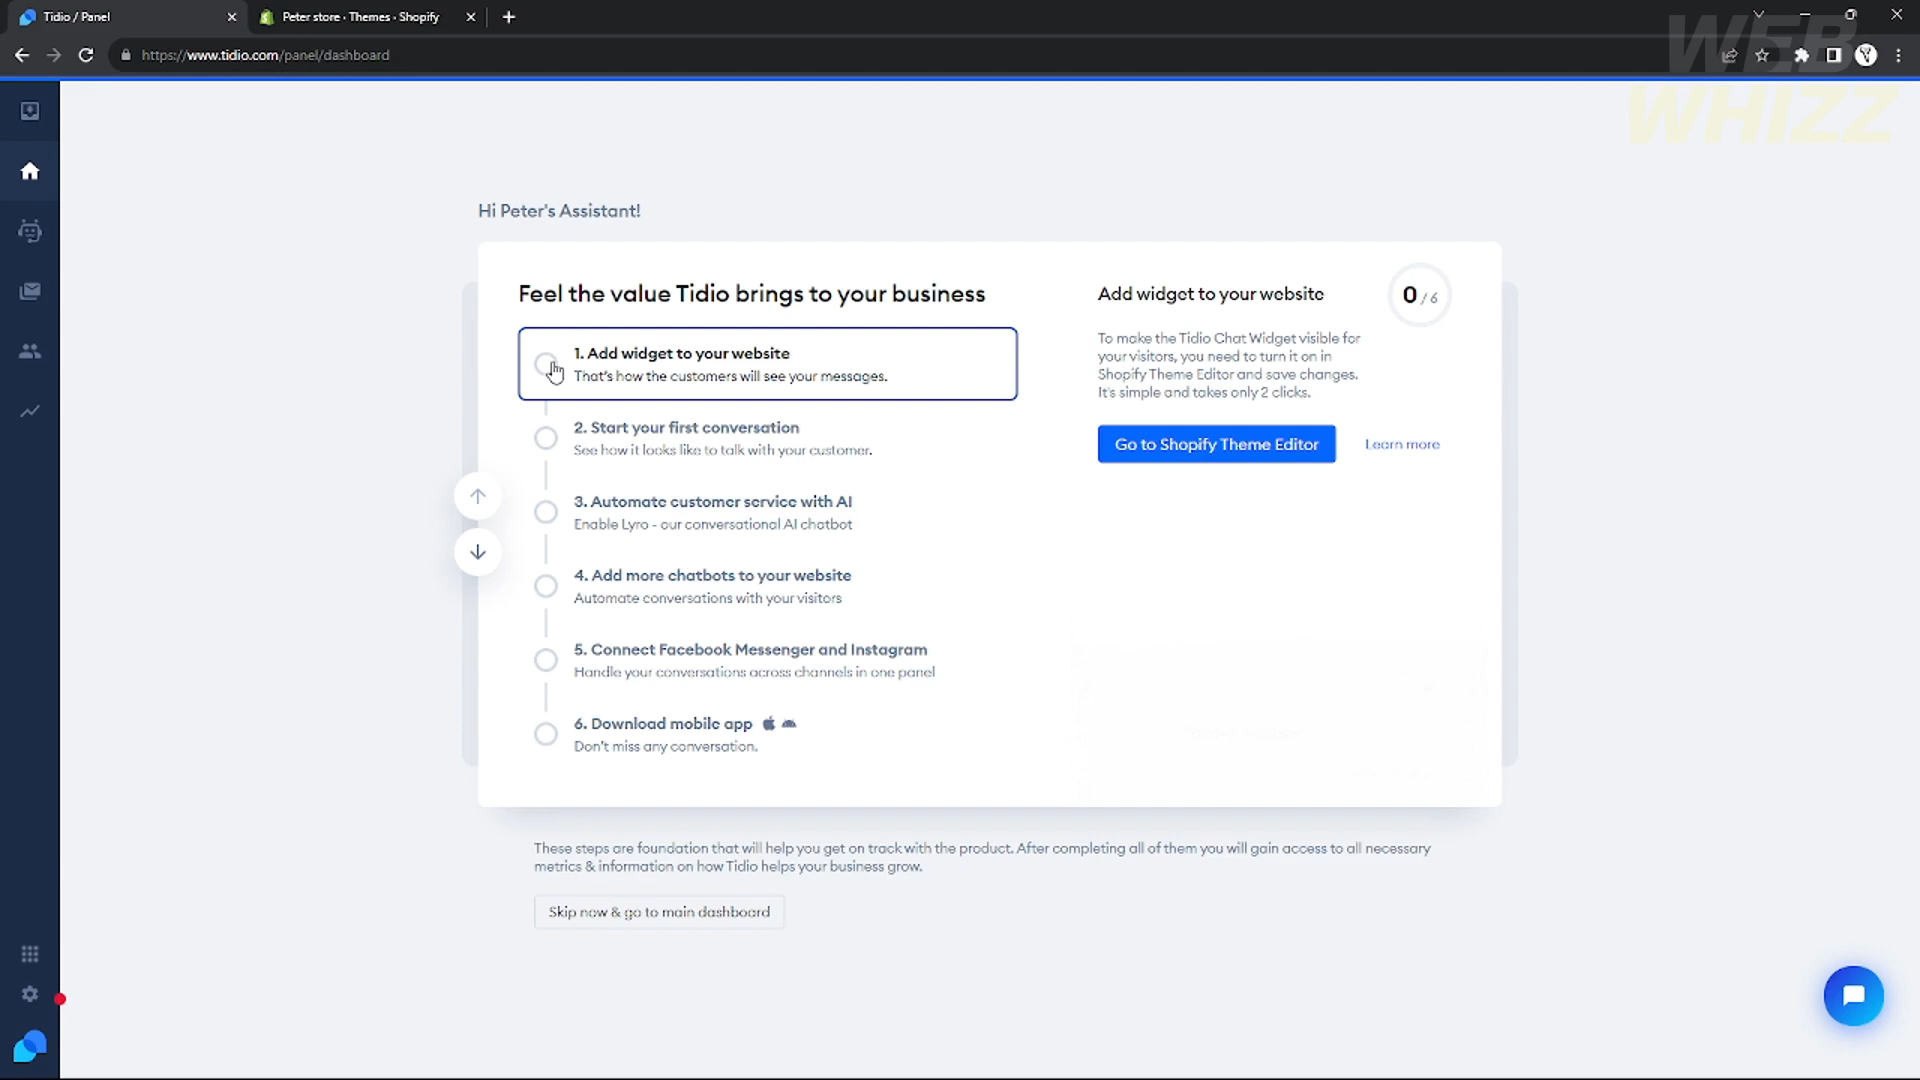 Tidio / Panel
Peter store · Themes · Shopify
https://www.tidio.com/panel/dashboard
WEB
WHIZZ
Hi Peter's Assistant!
Feel the value Tidio brings to your business
1. Add widget to your website
That's how the customers will see your messages.
2. Start your first conversation
See how it looks like to talk with your customer.
3. Automate customer service with AI
Enable Lyro - our conversational AI chatbot
4. Add more chatbots to your website
Automate conversations with your visitors
5. Connect Facebook Messenger and Instagram
Handle your conversations across channels in one panel
6. Download mobile app
Don't miss any conversation.
Add widget to your website
0 / 6
To make the Tidio Chat Widget visible for
your visitors, you need to turn it on in
Shopify Theme Editor and save changes.
It's simple and takes only 2 clicks.
Go to Shopify Theme Editor
Learn more
These steps are foundation that will help you get on track with the product. After completing all of them you will gain access to all necessary
metrics & information on how Tidio helps your business grow.
Skip now & go to main dashboard